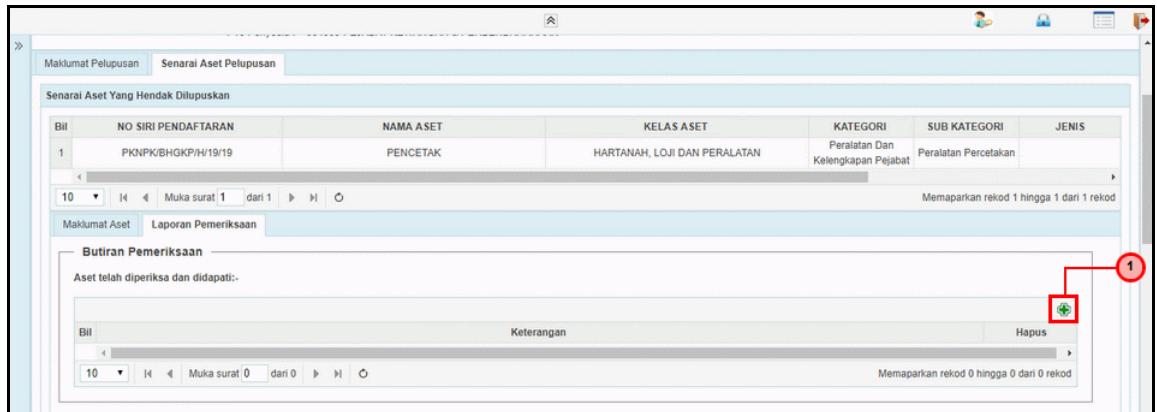 Maklumat Pelupusan Senarai Aset Pelupusan
Senarai Aset Yang Hendak Dilupuskan
Bil NO SIRI PENDAFTARAN NAMA ASET KELAS ASET KATEGORI SUB KATEGORI JENIS
1 PKNPK/BHGKP/H/19/19 PENCETAK HARTANAH, LOJI DAN PERALATAN Peralatan Dan Kelengkapan Pejabat Peralatan Percetakan
10 Muka surat 1 dari 1 Memaparkan rekod 1 hingga 1 dari 1 rekod
Maklumat Aset Laporan Pemeriksaan
Butiran Pemeriksaan
Aset telah diperiksa dan didapati:-
1
Bil Keterangan Hapus
10 Muka surat 0 dari 0 Memaparkan rekod 0 hingga 0 dari 0 rekod